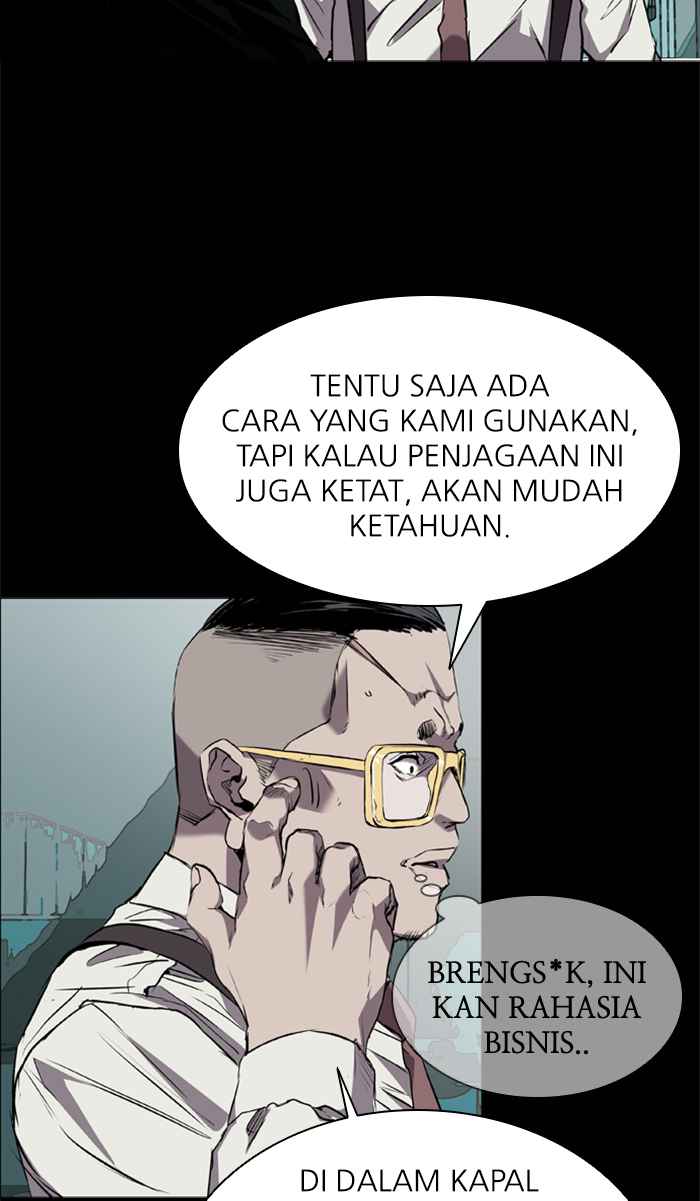 TENTU SAJA ADA
CARA YANG KAMI GUNAKAN,
TAPI KALAU PENJAGAAN INI
JUGA KETAT, AKAN MUDAH
KETAHUAN.
BRENGS*K, INI
KAN RAHASIA
BISNIS..
DI DALAM KAPAL